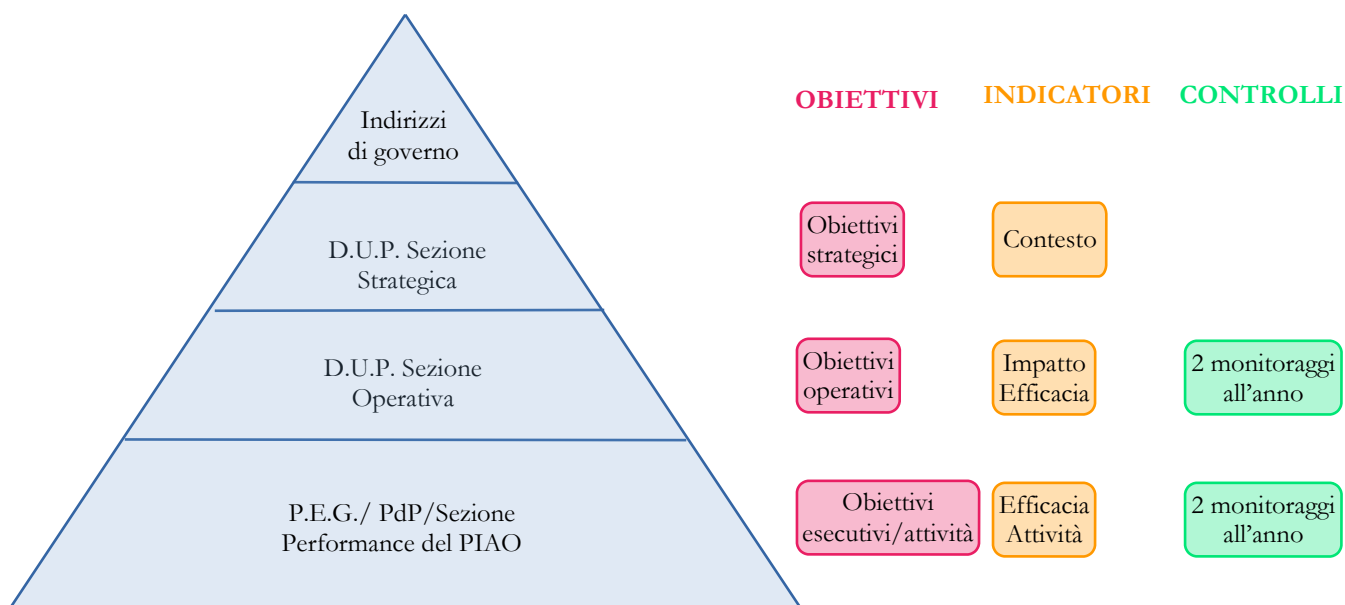 OBIETTIVI
INDICATORI
CONTROLLI
Indirizzi
di governo
D.U.P. Sezione
Strategica
Obiettivi
strategici
Contesto
D.U.P. Sezione
Operativa
Obiettivi
operativi
Impatto
Efficacia
2 monitoraggi
all’anno
P.E.G./ PdP/Sezione
Performance del PIAO
Obiettivi
esecutivi/attività
Efficacia
Attività
2 monitoraggi
all’anno